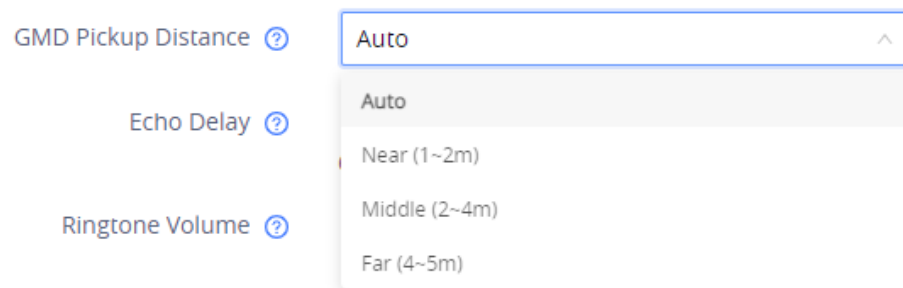 GMD Pickup Distance ? Auto
Auto
Echo Delay ?
Near (1~2m)
Middle (2~4m)
Ringtone Volume ?
Far (4~5m)